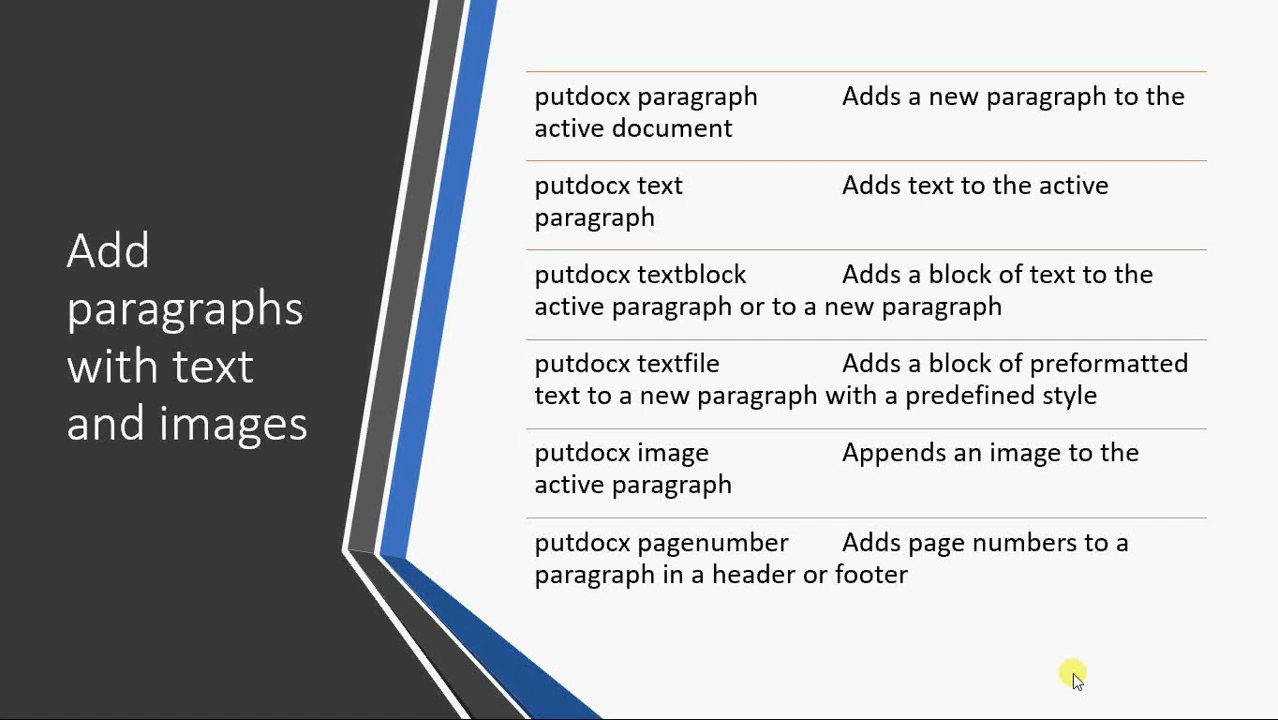 Add
paragraphs
with text
and images
putdocx paragraph Adds a new paragraph to the
active document
putdocx text Adds text to the active
paragraph
putdocx textblock Adds a block of text to the
active paragraph or to a new paragraph
putdocx textfile Adds a block of preformatted
text to a new paragraph with a predefined style
putdocx image Appends an image to the
active paragraph
putdocx pagenumber Adds page numbers to a
paragraph in a header or footer